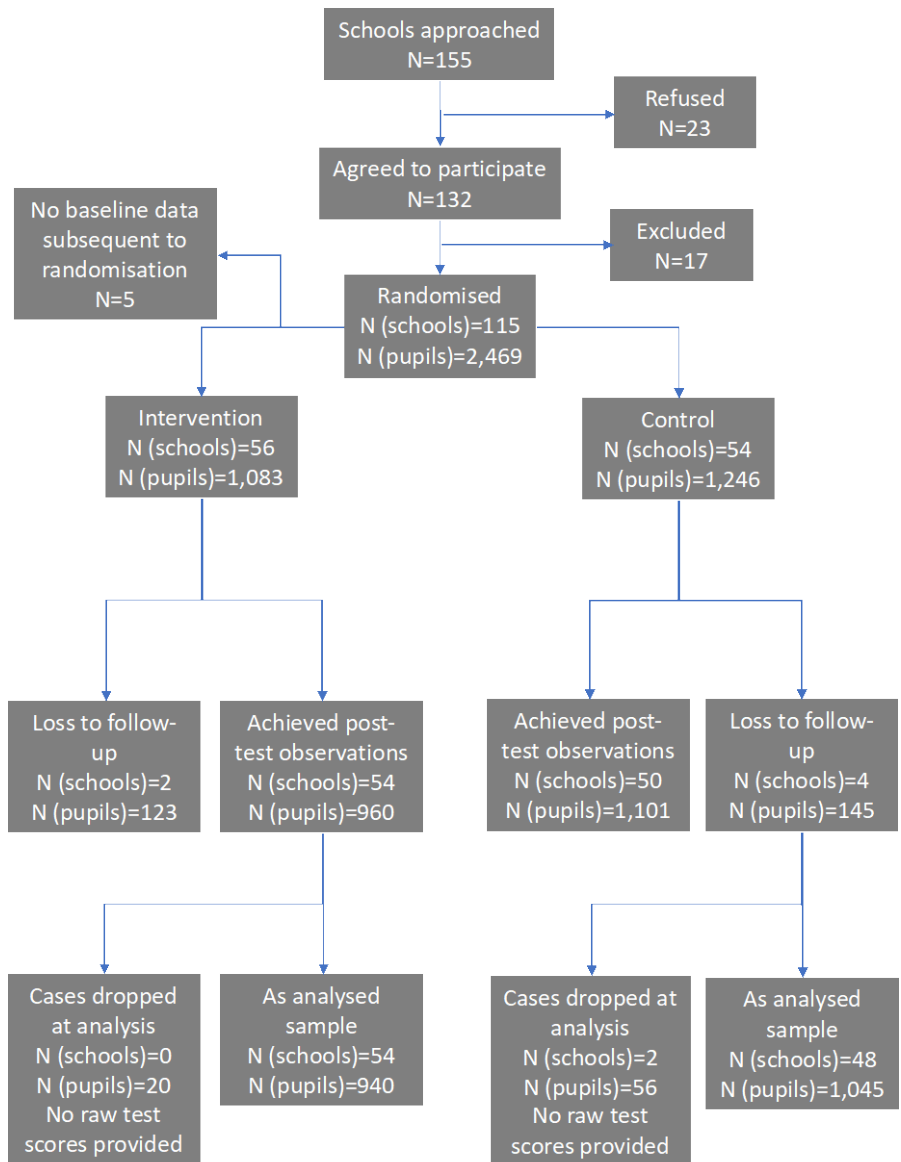 Schools approached
N=155
Refused
N=23
Agreed to participate
N=132
No baseline data
subsequent to
randomisation
N=5
Excluded
N=17
Randomised
N (schools)=115
N (pupils)=2,469
Intervention
N (schools)=56
N (pupils)=1,083
Control
N (schools)=54
N (pupils)=1,246
Loss to follow-
up
N (schools)=2
N (pupils)=123
Achieved post-
test observations
N (schools)=54
N (pupils)=960
Achieved post-
test observations
N (schools)=50
N (pupils)=1,101
Loss to follow-
up
N (schools)=4
N (pupils)=145
Cases dropped
at analysis
N (schools)=0
N (pupils)=20
No raw test
scores provided
As analysed
sample
N (schools)=54
N (pupils)=940
Cases dropped at
analysis
N (schools)=2
N (pupils)=56
No raw test
scores provided
As analysed
sample
N (schools)=48
N (pupils)=1,045